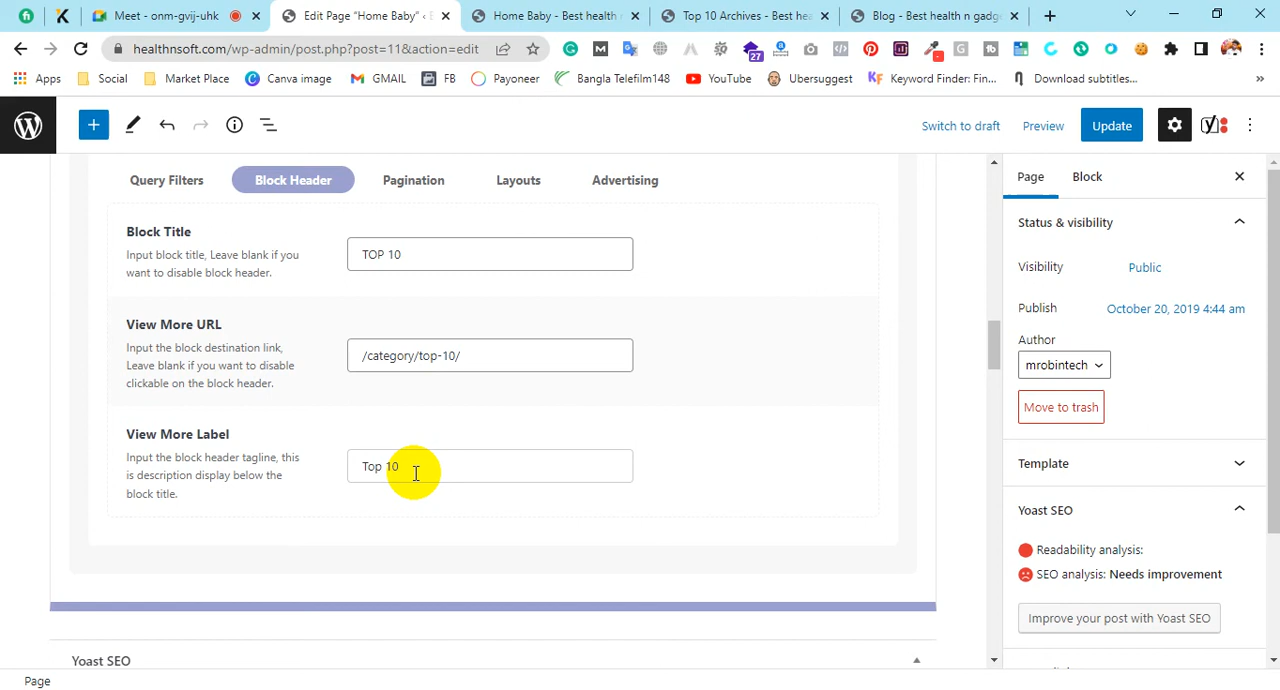 Meet - onm-gvij-uhk
Edit Page "Home Baby" -
Home Baby - Best health n
Top 10 Archives - Best hea
Blog - Best health n gadg
healthnsoft.com/wp-admin/post.php?post=11&action=edit
27
Apps
Social
Market Place
Canva image
GMAIL
FB
Payoneer
Bangla Telefilm148
YouTube
Ubersuggest
Keyword Finder: Fin...
Download subtitles...
Switch to draft
Preview
Update
Query Filters
Block Header
Pagination
Layouts
Advertising
Page
Block
Block Title
Input block title, Leave blank if you
want to disable block header.
TOP 10
View More URL
Input the block destination link,
Leave blank if you want to disable
clickable on the block header.
/category/top-10/
View More Label
Input the block header tagline, this
is description display below the
block title.
Top 10
Status & visibility
Visibility
Public
Publish
October 20, 2019 4:44 am
Author
mrobintech
Move to trash
Template
Yoast SEO
Readability analysis:
SEO analysis: Needs improvement
Improve your post with Yoast SEO
Yoast SEO
Page